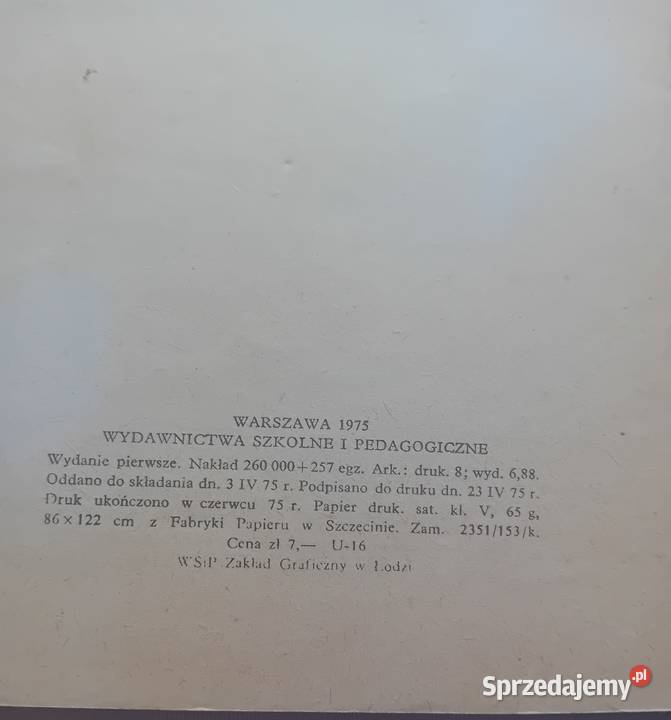 WARSZAWA 1975
WYDAWNICTWA SZKOLNE I PEDAGOGICZNE
Wydanie pierwsze. Nakład 260 000+257 egz. Ark.: druk. 8; wyd. 6,88.
Oddano do składania dn. 3 IV 75 r. Podpisano do druku dn. 23 IV 75 r.
Druk ukończono w czerwcu 75 r. Papier druk. sat. kl. V, 65 g,
86×122 cm z Fabryki Papieru w Szczecinie. Zam. 2351/153/k.
Cena zł 7,— U-16
WSiP Zakład Graficzny w Łodzi
Sprzedajemy.pl